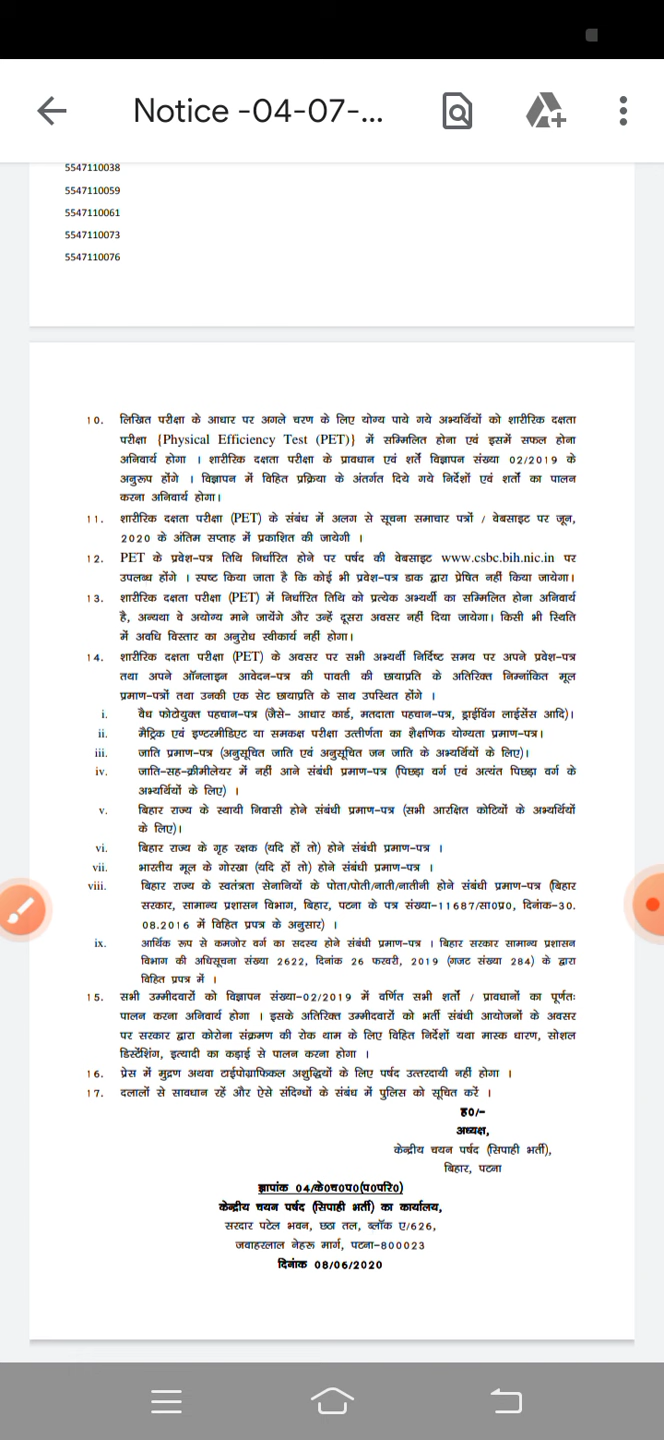 Notice -04-07-...
5547110038
5547110059
5547110061
5547110073
5547110076
10. लिखित परीक्षा के आधार पर अगले चरण के लिए योग्य पाये गये अभ्यर्थियों को शारीरिक दक्षता
परीक्षा {Physical Efficiency Test (PET)} में सम्मिलित होना एवं इसमें सफल होना
अनिवार्य होगा । शारीरिक दक्षता परीक्षा के प्रावधान एवं शर्ते विज्ञापन संख्या 02/2019 के
अनुरूप होंगे । विज्ञापन में विहित प्रक्रिया के अंतर्गत दिये गये निर्देशों एवं शर्तो का पालन
करना अनिवार्य होगा।
11. शारीरिक दक्षता परीक्षा (PET) के संबंध में अलग से सूचना समाचार पत्रों / वेबसाइट पर जून,
2020 के अंतिम सप्ताह में प्रकाशित की जायेगी ।
12. PET के प्रवेश-पत्र तिथि निर्धारित होने पर पर्षद की वेबसाइट www.csbc.bih.nic.in पर
उपलब्ध होंगे । स्पष्ट किया जाता है कि कोई भी प्रवेश-पत्र डाक द्वारा प्रेषित नहीं किया जायेगा।
13. शारीरिक दक्षता परीक्षा (PET) में निर्धारित तिथि को प्रत्येक अभ्यर्थी का सम्मिलित होना अनिवार्य
है, अन्यथा वे अयोग्य माने जायेंगे और उन्हें दूसरा अवसर नहीं दिया जायेगा। किसी भी स्थिति
में अवधि विस्तार का अनुरोध स्वीकार्य नहीं होगा।
14. शारीरिक दक्षता परीक्षा (PET) के अवसर पर सभी अभ्यर्थी निर्दिष्ट समय पर अपने प्रवेश-पत्र
तथा अपने ऑनलाइन आवेदन-पत्र की पावती की छायाप्रति के अतिरिक्त निम्नांकित मूल
प्रमाण-पत्रों तथा उनकी एक सेट छायाप्रति के साथ उपस्थित होंगे ।
i. वैध फोटोयुक्त पहचान-पत्र (जैसे- आधार कार्ड, मतदाता पहचान-पत्र, ड्राईविंग लाईसेंस आदि)।
ii. मैट्रिक एवं इण्टरमीडिएट या समकक्ष परीक्षा उत्तीर्णता का शैक्षणिक योग्यता प्रमाण-पत्र।
iii. जाति प्रमाण-पत्र (अनुसूचित जाति एवं अनुसूचित जन जाति के अभ्यर्थियों के लिए)।
iv. जाति-सह-क्रीमीलेयर में नहीं आने संबंधी प्रमाण-पत्र (पिछड़ा वर्ग एवं अत्यंत पिछड़ा वर्ग के
अभ्यर्थियों के लिए) ।
v. बिहार राज्य के स्थायी निवासी होने संबंधी प्रमाण-पत्र (सभी आरक्षित कोटियों के अभ्यर्थियों
के लिए)।
vi. बिहार राज्य के गृह रक्षक (यदि हों तो) होने संबंधी प्रमाण-पत्र ।
vii. भारतीय मूल के गोरखा (यदि हों तो) होने संबंधी प्रमाण-पत्र ।
viii. बिहार राज्य के स्वतंत्रता सेनानियों के पोता/पोती/नाती/नातीनी होने संबंधी प्रमाण-पत्र (बिहार
सरकार, सामान्य प्रशासन विभाग, बिहार, पटना के पत्र संख्या-11687/सा०प्र०, दिनांक-30.
08.2016 में विहित प्रपत्र के अनुसार) ।
ix. आर्थिक रूप से कमजोर वर्ग का सदस्य होने संबंधी प्रमाण-पत्र । बिहार सरकार सामान्य प्रशासन
विभाग की अधिसूचना संख्या 2622, दिनांक 26 फरवरी, 2019 (गजट संख्या 284) के द्वारा
विहित प्रपत्र में ।
15. सभी उम्मीदवारों को विज्ञापन संख्या-02/2019 में वर्णित सभी शर्तो / प्रावधानों का पूर्णतः
पालन करना अनिवार्य होगा । इसके अतिरिक्त उम्मीदवारों को भर्ती संबंधी आयोजनों के अवसर
पर सरकार द्वारा कोरोना संक्रमण की रोक थाम के लिए विहित निर्देशों यथा मास्क धारण, सोशल
डिस्टेंशिंग, इत्यादी का कड़ाई से पालन करना होगा ।
16. प्रेस में मुद्रण अथवा टाईपोग्राफिकल अशुद्धियों के लिए पर्षद उत्तरदायी नहीं होगा ।
17. दलालों से सावधान रहें और ऐसे संदिग्धों के संबंध में पुलिस को सूचित करें ।
ह०/-
अध्यक्ष,
केन्द्रीय चयन पर्षद (सिपाही भर्ती),
बिहार, पटना
ज्ञापांक 04/के०च०प०(प०परि०)
केन्द्रीय चयन पर्षद (सिपाही भर्ती) का कार्यालय,
सरदार पटेल भवन, छठा तल, ब्लॉक ए/626,
जवाहरलाल नेहरू मार्ग, पटना-800023
दिनांक 08/06/2020